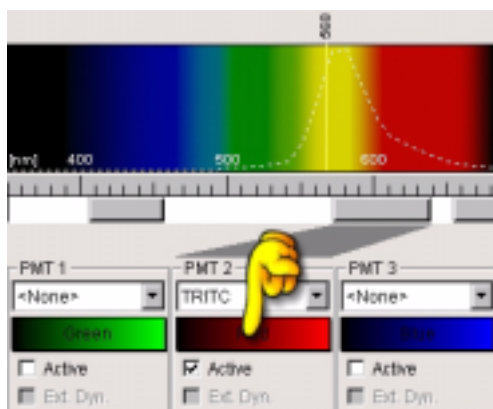 [nm] 400 500 600
PMT 1 PMT 2 PMT 3
<None> TRITC <None>
Green Blue
Active Active Active
Ext. Dyn. Ext. Dyn. Ext. Dyn.